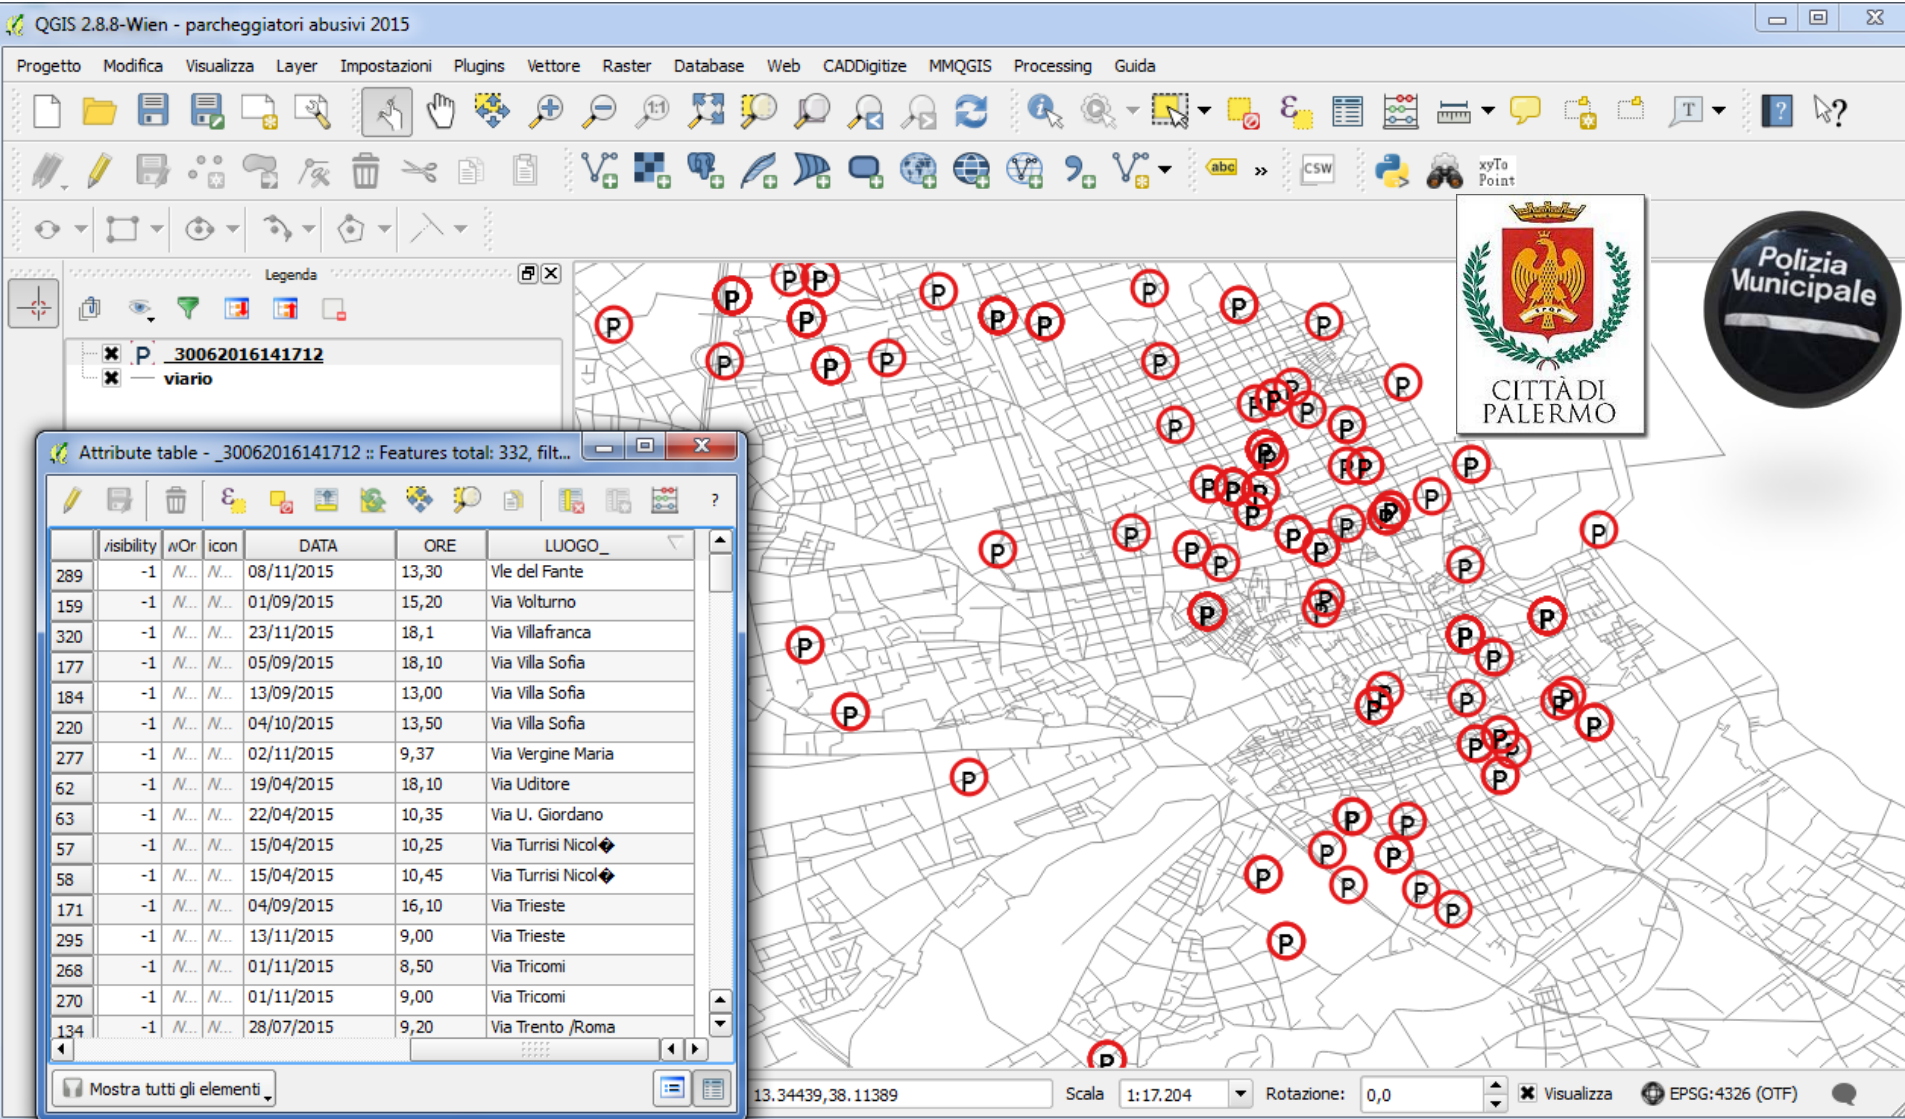 QGIS 2.8.8-Wien - parcheggiatori abusivi 2015
Progetto Modifica Visualizza Layer Impostazioni Plugins Vettore Raster Database Web CADDigitize MMQGIS Processing Guida
1:1
T
?
?
abc » CSW xyTo Point
Legenda
P _30062016141712
viario
S P Q R
CITTÀ DI
PALERMO
Polizia
Municipale
Attribute table - _30062016141712 :: Features total: 332, filt...
?
/isibility wOr icon DATA ORE LUOGO_
289 -1 N... N... 08/11/2015 13,30 Vle del Fante
159 -1 N... N... 01/09/2015 15,20 Via Volturno
320 -1 N... N... 23/11/2015 18,1 Via Villafranca
177 -1 N... N... 05/09/2015 18,10 Via Villa Sofia
184 -1 N... N... 13/09/2015 13,00 Via Villa Sofia
220 -1 N... N... 04/10/2015 13,50 Via Villa Sofia
277 -1 N... N... 02/11/2015 9,37 Via Vergine Maria
62 -1 N... N... 19/04/2015 18,10 Via Uditore
63 -1 N... N... 22/04/2015 10,35 Via U. Giordano
57 -1 N... N... 15/04/2015 10,25 Via Turrisi Nicol�
58 -1 N... N... 15/04/2015 10,45 Via Turrisi Nicol�
171 -1 N... N... 04/09/2015 16,10 Via Trieste
295 -1 N... N... 13/11/2015 9,00 Via Trieste
268 -1 N... N... 01/11/2015 8,50 Via Tricomi
270 -1 N... N... 01/11/2015 9,00 Via Tricomi
134 -1 N... N... 28/07/2015 9,20 Via Trento /Roma
Mostra tutti gli elementi
13.34439,38.11389 Scala 1:17.204 Rotazione: 0,0 Visualizza EPSG:4326 (OTF)